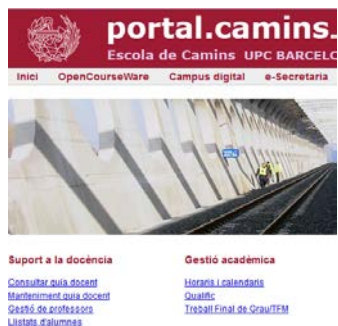 portal.camins.
Escola de Camins UPC BARCELO
Inici OpenCourseWare Campus digital e-Secretaria
Suport a la docència
Consultar guia docent
Manteniment guia docent
Gestió de professors
Llistats d'alumnes
Gestió acadèmica
Horaris i calendaris
Qualific
Treball Final de Grau/TFM